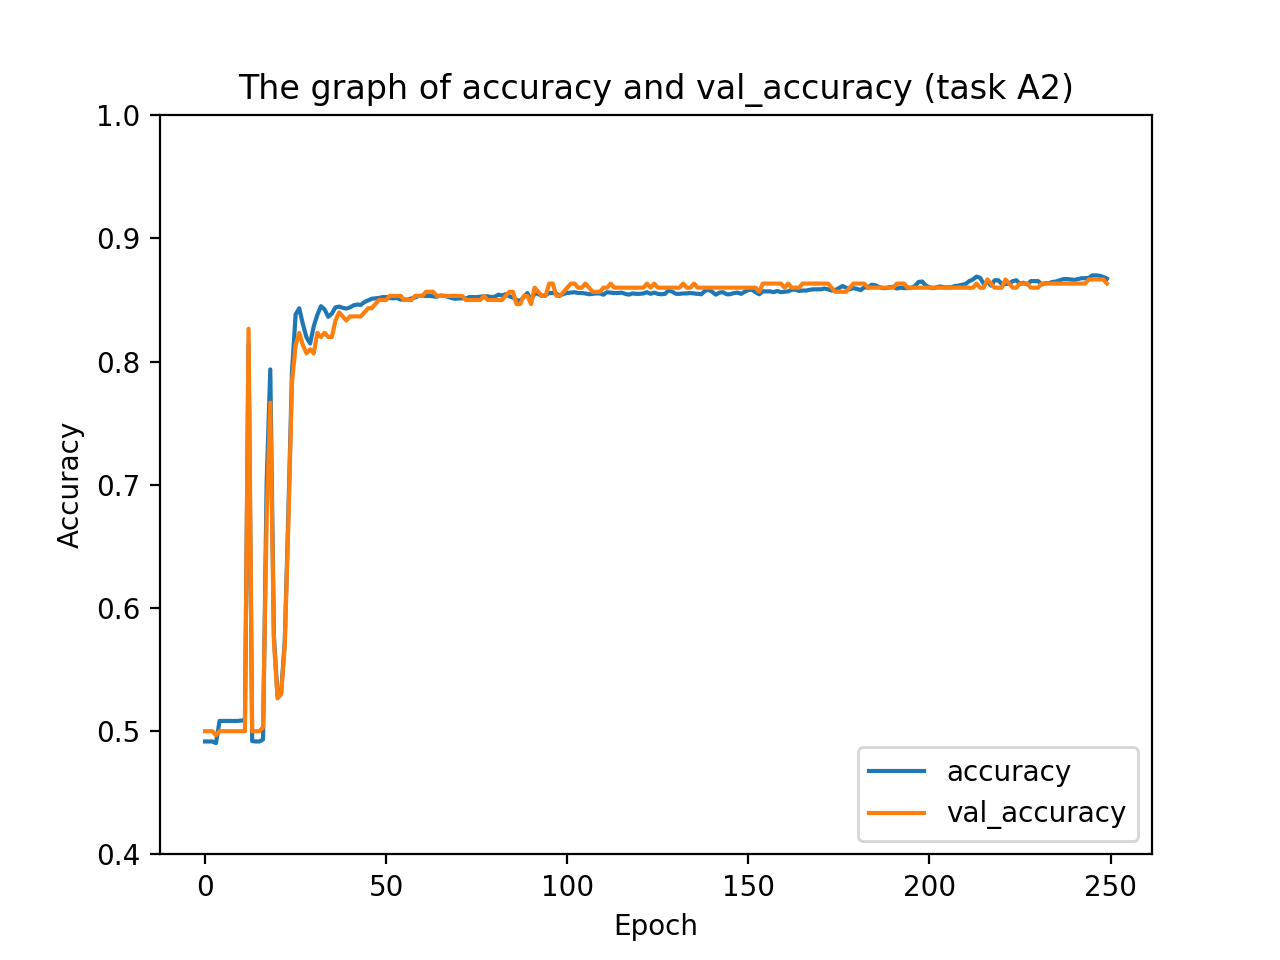 The graph of accuracy and val_accuracy (task A2)
1.0
0.9
0.8
0.7
0.6
0.5
0.4
Accuracy
0 50 100 150 200 250
Epoch
accuracy
val_accuracy